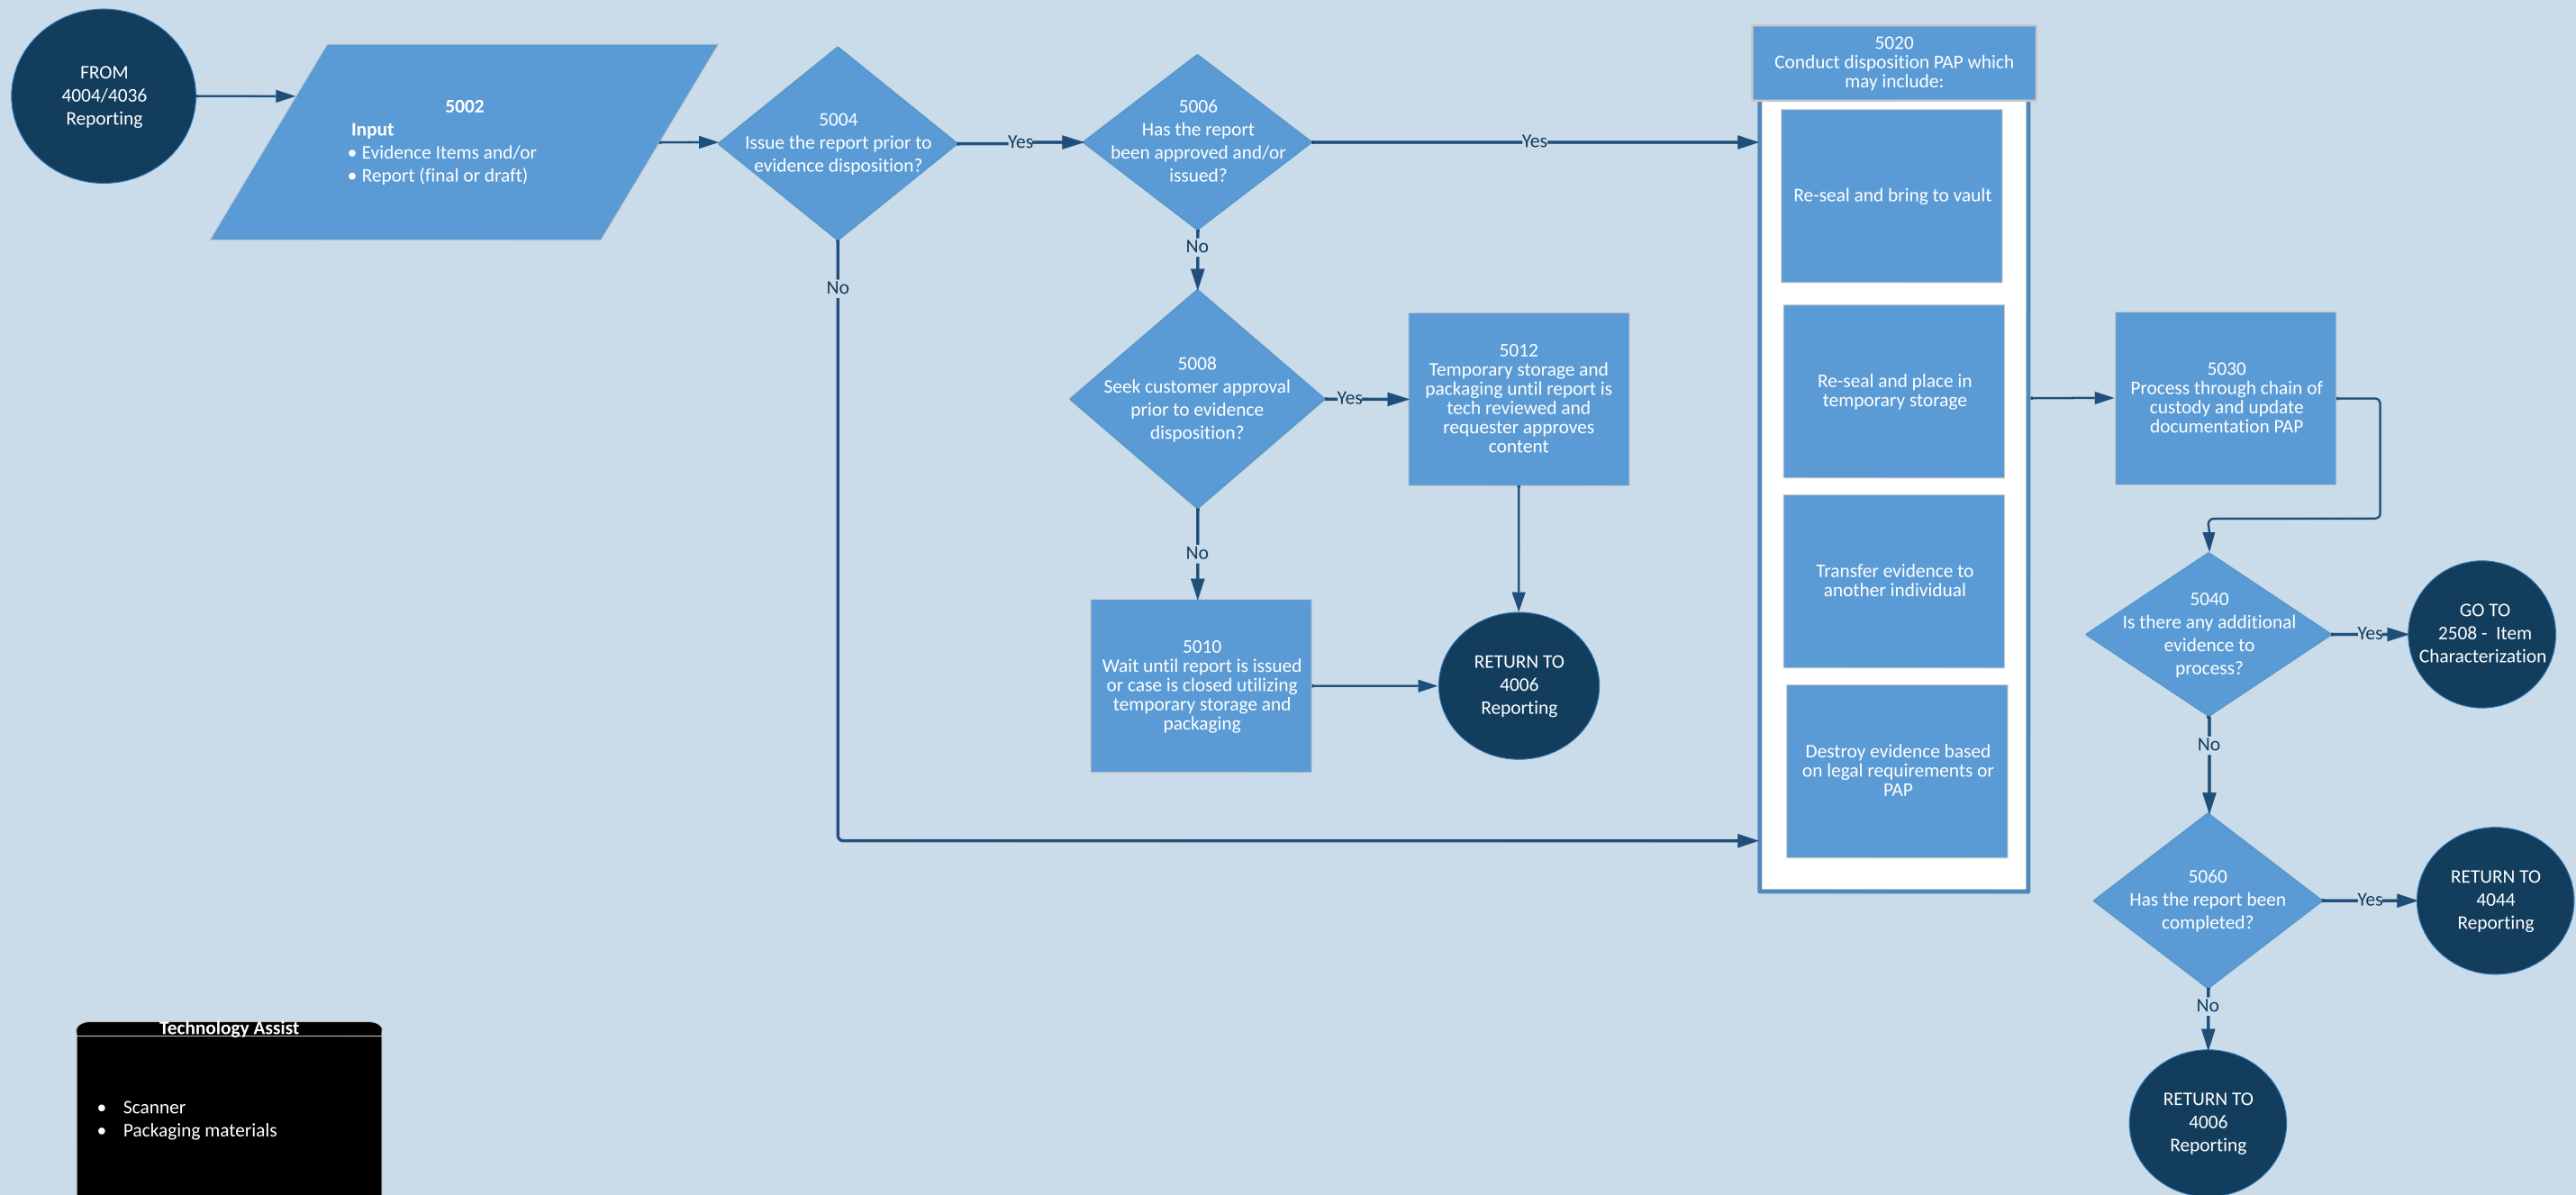 FROM
4004/4036
Reporting
5002
Input
• Evidence Items and/or
• Report (final or draft)
5004
Issue the report prior to
evidence disposition?
Yes
No
5006
Has the report
been approved and/or
issued?
Yes
No
5008
Seek customer approval
prior to evidence
disposition?
Yes
No
5012
Temporary storage and
packaging until report is
tech reviewed and
requester approves
content
5010
Wait until report is issued
or case is closed utilizing
temporary storage and
packaging
RETURN TO
4006
Reporting
5020
Conduct disposition PAP which
may include:
Re-seal and bring to vault
Re-seal and place in
temporary storage
Transfer evidence to
another individual
Destroy evidence based
on legal requirements or
PAP
5030
Process through chain of
custody and update
documentation PAP
5040
Is there any additional
evidence to
process?
Yes
GO TO
2508 - Item
Characterization
No
5060
Has the report been
completed?
Yes
RETURN TO
4044
Reporting
No
RETURN TO
4006
Reporting
Technology Assist
• Scanner
• Packaging materials